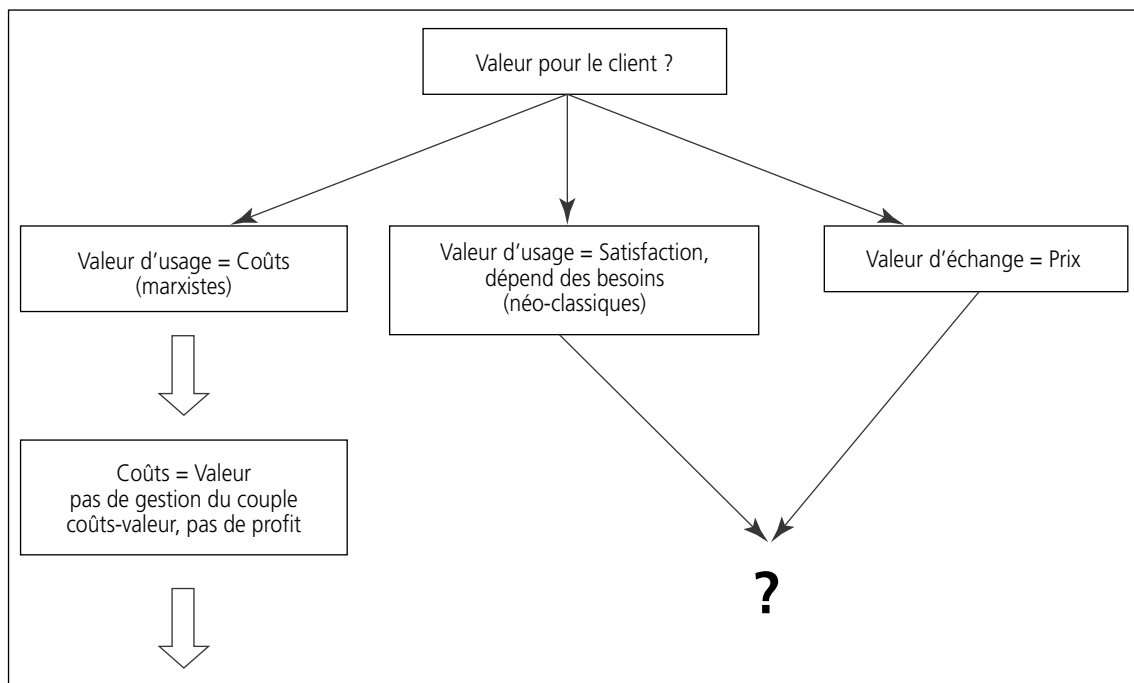 Valeur pour le client ?
Valeur d'usage = Coûts
(marxistes)
Valeur d'usage = Satisfaction,
dépend des besoins
(néo-classiques)
Valeur d'échange = Prix
Coûts = Valeur
pas de gestion du couple
coûts-valeur, pas de profit
?